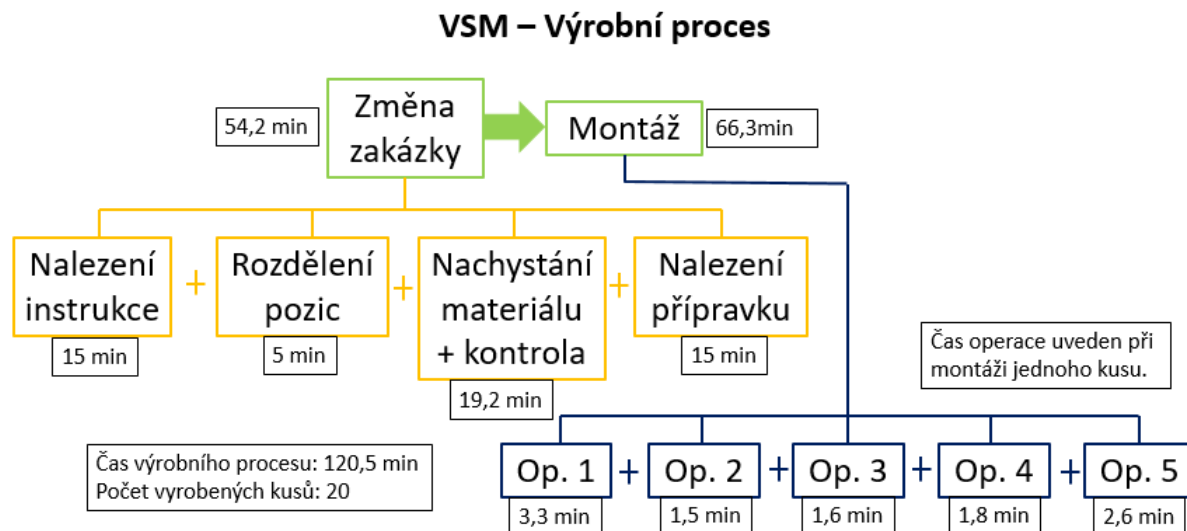 VSM – Výrobní proces
54,2 min
Změna
zakázky
Montáž
66,3min
Nalezení
instrukce
15 min
+
Rozdělení
pozic
5 min
+
Nachystání
materiálu
+ kontrola
19,2 min
+
Nalezení
přípravku
15 min
Čas operace uveden při
montáži jednoho kusu.
Čas výrobního procesu: 120,5 min
Počet vyrobených kusů: 20
Op. 1 + Op. 2 + Op. 3 + Op. 4 + Op. 5
3,3 min 1,5 min 1,6 min 1,8 min 2,6 min